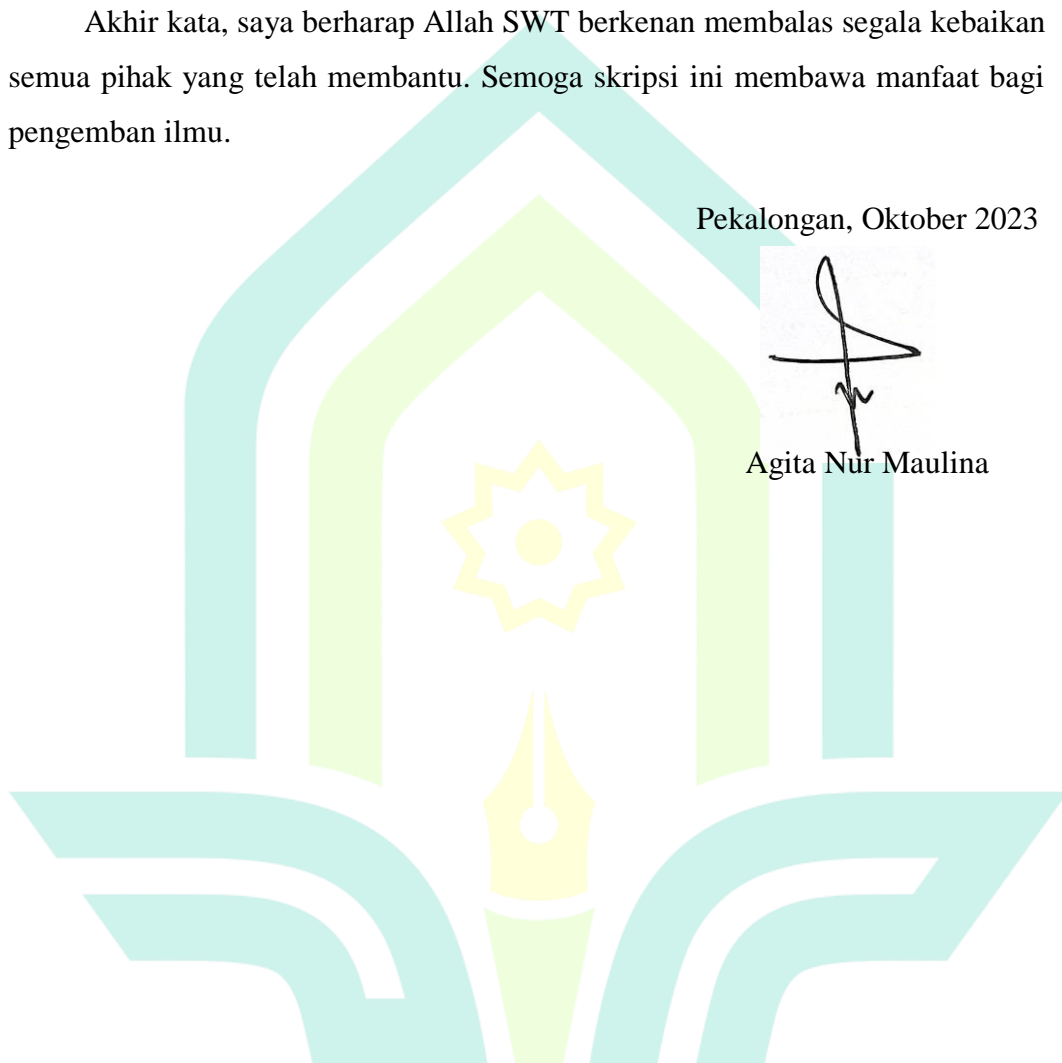 Akhir kata, saya berharap Allah SWT berkenan membalas segala kebaikan
semua pihak yang telah membantu. Semoga skripsi ini membawa manfaat bagi
pengemban ilmu.
Pekalongan, Oktober 2023
Agita Nur Maulina